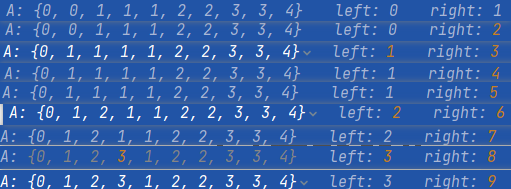 A: {0, 0, 1, 1, 1, 2, 2, 3, 3, 4} left: 0 right: 1
A: {0, 0, 1, 1, 1, 2, 2, 3, 3, 4} left: 0 right: 2
A: {0, 1, 1, 1, 1, 2, 2, 3, 3, 4} left: 1 right: 3
A: {0, 1, 1, 1, 1, 2, 2, 3, 3, 4} left: 1 right: 4
A: {0, 1, 1, 1, 1, 2, 2, 3, 3, 4} left: 1 right: 5
A: {0, 1, 2, 1, 1, 2, 2, 3, 3, 4} left: 2 right: 6
A: {0, 1, 2, 1, 1, 2, 2, 3, 3, 4} left: 2 right: 7
A: {0, 1, 2, 3, 1, 2, 2, 3, 3, 4} left: 3 right: 8
A: {0, 1, 2, 3, 1, 2, 2, 3, 3, 4} left: 3 right: 9